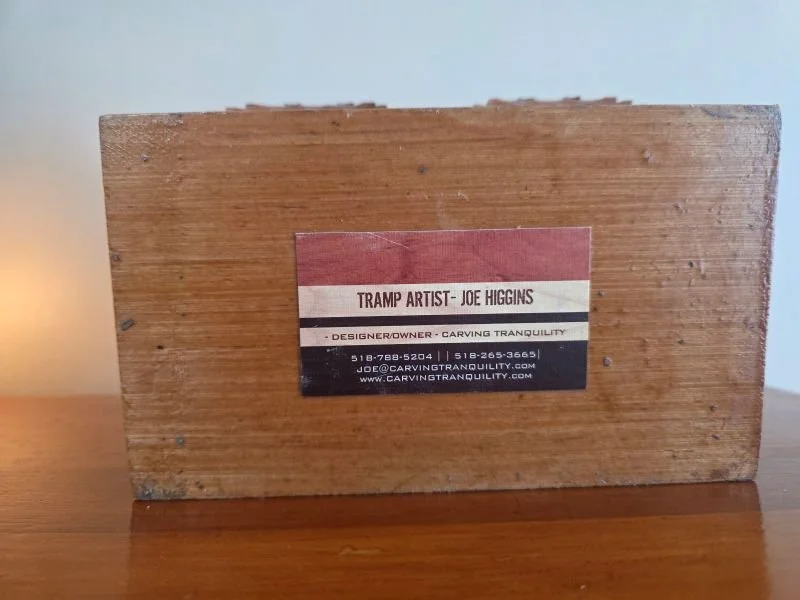 TRAMP ARTIST- JOE HIGGINS
- DESIGNER/OWNER - CARVING TRANQUILITY
518-788-5204 | | 518-265-3665|
JOE@CARVINGTRANQUILITY.COM
www.CARVINGTRANQUILITY.COM